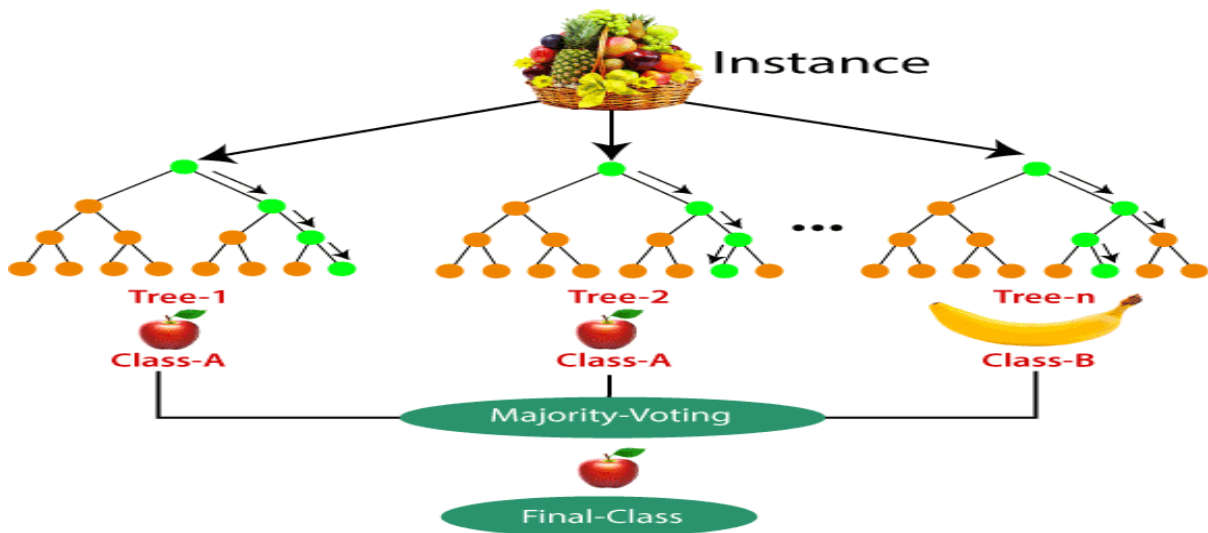 Instance
Tree-1
Tree-2
Tree-n
Class-A
Class-A
Class-B
Majority-Voting
Final-Class